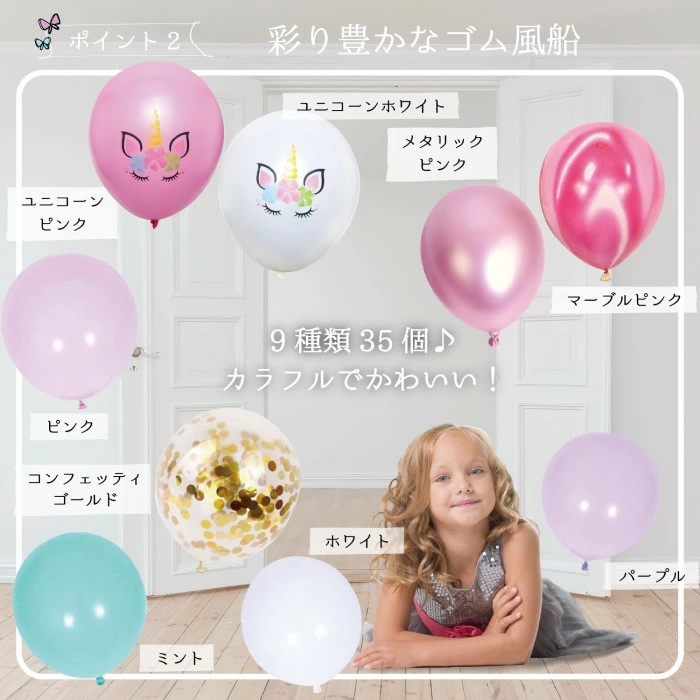 ポイント2
彩り豊かなゴム風船
ユニコーンホワイト
メタリック
ピンク
ユニコーン
ピンク
マーブルピンク
9種類35個♪
カラフルでかわいい！
ピンク
コンフェッティ
ゴールド
ホワイト
パープル
ミント